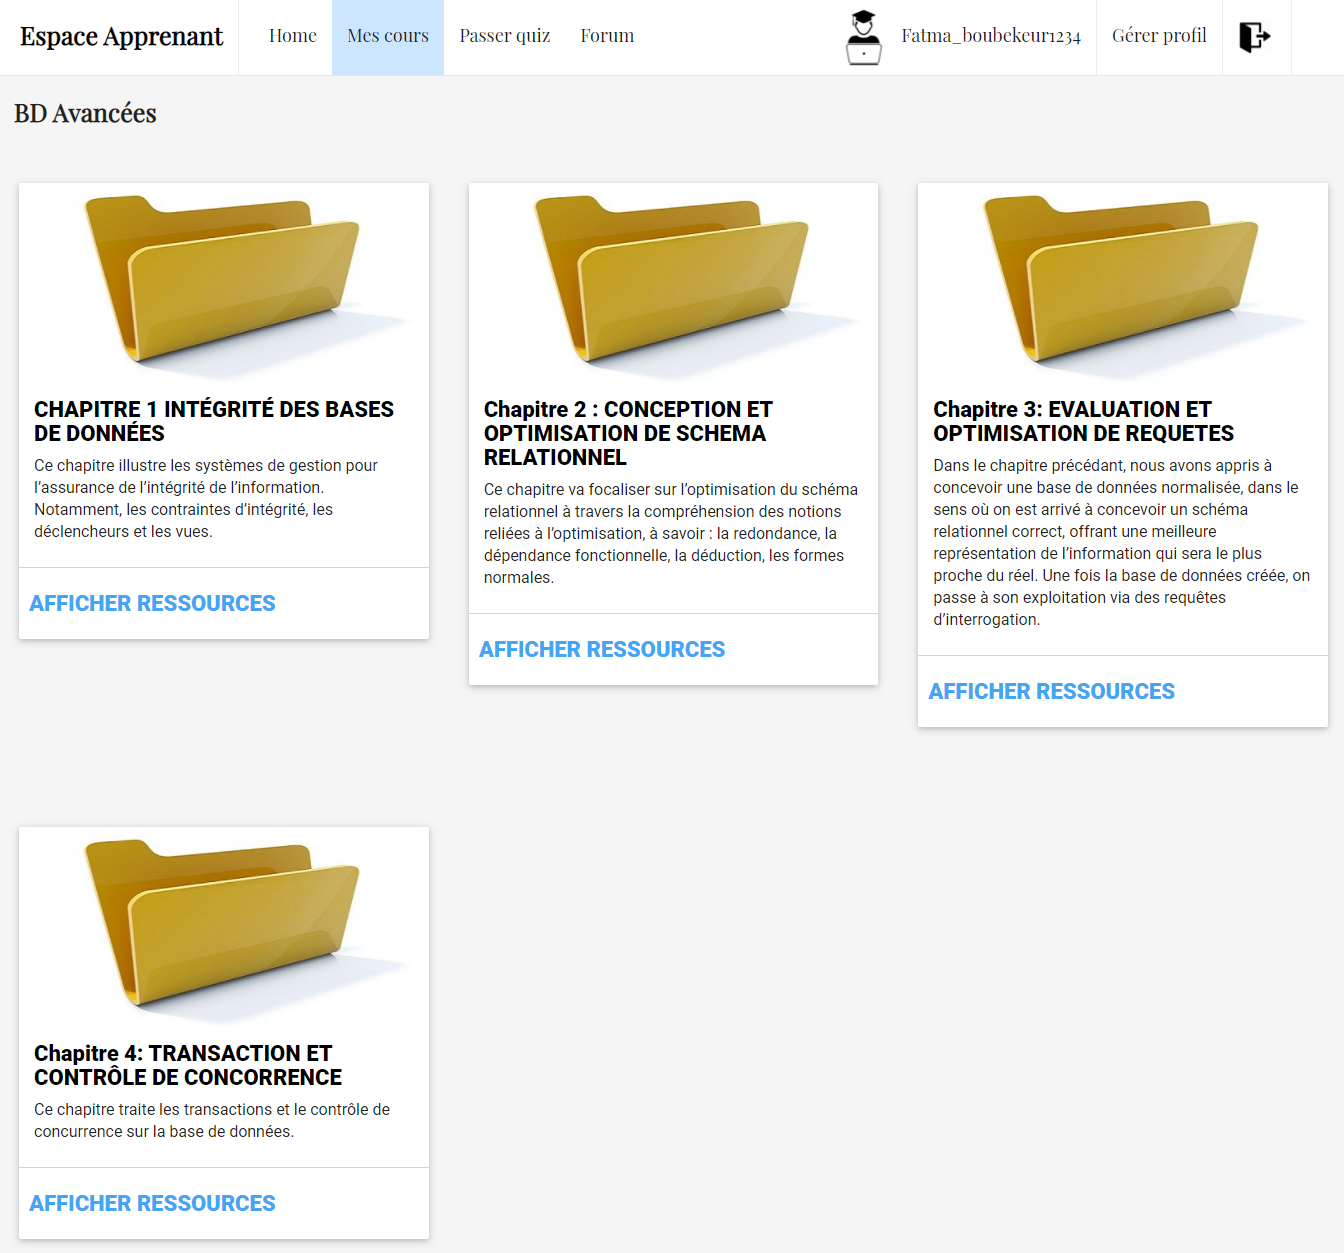 Espace Apprenant
Home
Mes cours
Passer quiz
Forum
Fatma_boubekeur1234
Gérer profil
BD Avancées
CHAPITRE 1 INTÉGRITÉ DES BASES
DE DONNÉES
Ce chapitre illustre les systèmes de gestion pour
l’assurance de l’intégrité de l’information.
Notamment, les contraintes d’intégrité, les
déclencheurs et les vues.
AFFICHER RESSOURCES
Chapitre 2 : CONCEPTION ET
OPTIMISATION DE SCHEMA
RELATIONNEL
Ce chapitre va focaliser sur l’optimisation du schéma
relationnel à travers la compréhension des notions
reliées à l’optimisation, à savoir : la redondance, la
dépendance fonctionnelle, la déduction, les formes
normales.
AFFICHER RESSOURCES
Chapitre 3: EVALUATION ET
OPTIMISATION DE REQUETES
Dans le chapitre précédant, nous avons appris à
concevoir une base de données normalisée, dans le
sens où on est arrivé à concevoir un schéma
relationnel correct, offrant une meilleure
représentation de l’information qui sera le plus
proche du réel. Une fois la base de données créée, on
passe à son exploitation via des requêtes
d’interrogation.
AFFICHER RESSOURCES
Chapitre 4: TRANSACTION ET
CONTRÔLE DE CONCORRENCE
Ce chapitre traite les transactions et le contrôle de
concurrence sur la base de données.
AFFICHER RESSOURCES